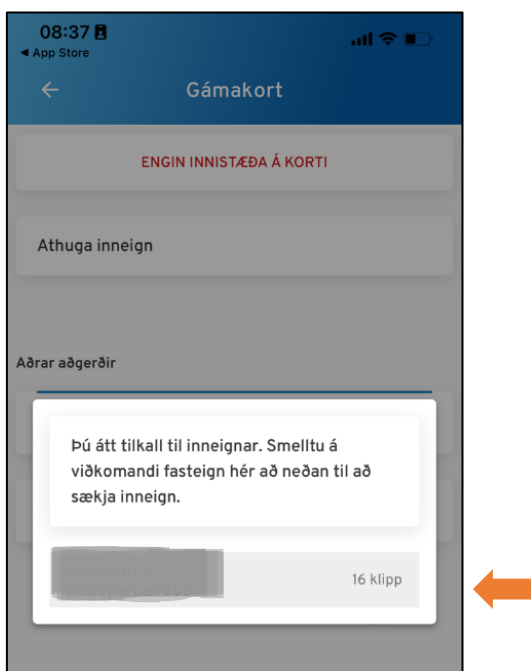 08:37
App Store
Gámakort
ENGIN INNISTÆÐA Á KORTI
Athuga inneign
Aðrar aðgerðir
Þú átt tilkall til inneignar. Smelltu á
viðkomandi fasteign hér að neðan til að
sækja inneign.
16 klipp